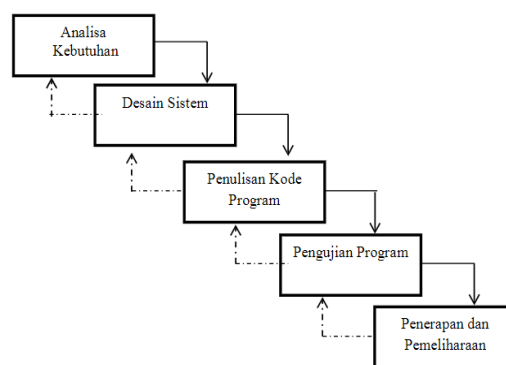 Analisa
Kebutuhan
Desain Sistem
Penulisan Kode
Program
Pengujian Program
Penerapan dan
Pemeliharaan